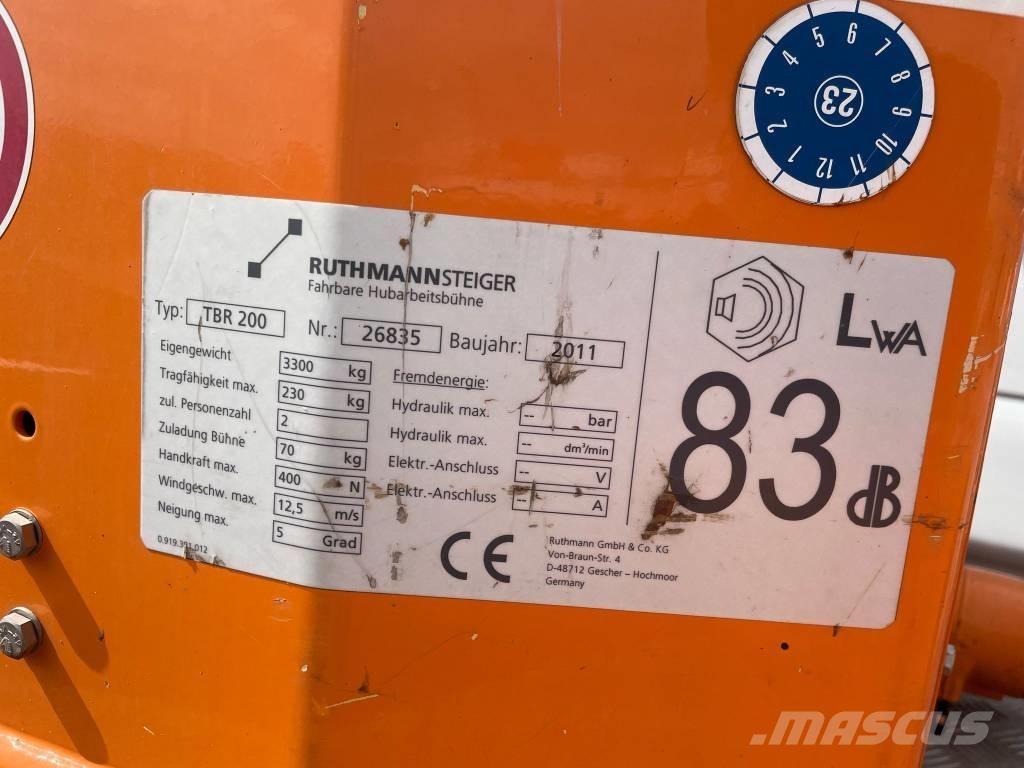 1 2 3 4 5 6 7 8 9 10 11 12
23
RUTHMANNSTEIGER
Fahrbare Hubarbeitsbühne
Typ: TBR 200 Nr.: 26835 Baujahr: 2011
Eigengewicht 3300 kg
Tragfähigkeit max. 230 kg
zul. Personenzahl 2
Zuladung Bühne 70 kg
Handkraft max. 400 N
Windgeschw. max. 12,5 m/s
Neigung max. 5 Grad
0.919.391.012
Fremdenergie:
Hydraulik max. -- bar
Hydraulik max. -- dm³/min
Elektr.-Anschluss -- V
Elektr.-Anschluss -- A
CE
Ruthmann GmbH & Co. KG
Von-Braun-Str. 4
D-48712 Gescher – Hochmoor
Germany
LWA
83 dB
MASCUS